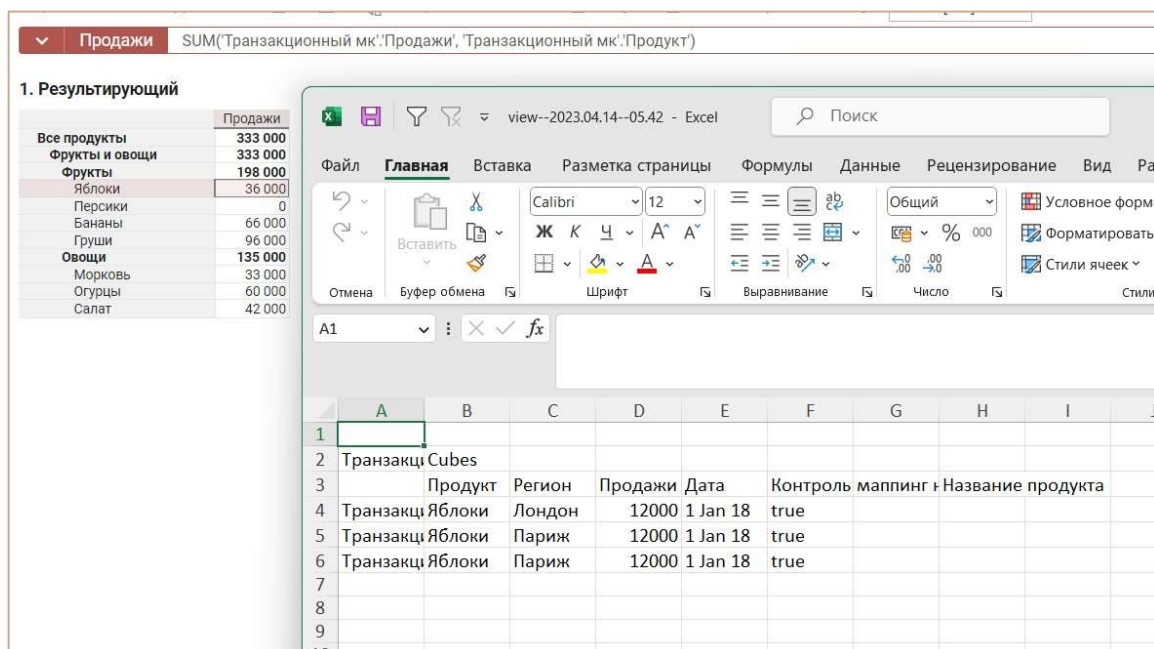 Продажи SUM('Транзакционный мк'.'Продажи', 'Транзакционный мк'.'Продукт')
1. Результирующий
Продажи
Все продукты 333 000
Фрукты и овощи 333 000
Фрукты 198 000
Яблоки 36 000
Персики 0
Бананы 66 000
Груши 96 000
Овощи 135 000
Морковь 33 000
Огурцы 60 000
Салат 42 000
view--2023.04.14--05.42 - Excel Поиск
Файл Главная Вставка Разметка страницы Формулы Данные Рецензирование Вид Ра
Calibri 12 Общий Условное форм
Вставить Ж К Ч % 000 Форматировать
Стили ячеек
Отмена Буфер обмена Шрифт Выравнивание Число Стили
A1 fx
A B C D E F G H I
1
2 Транзакци Cubes
3 Продукт Регион Продажи Дата Контроль маппинг н Название продукта
4 Транзакци Яблоки Лондон 12000 1 Jan 18 true
5 Транзакци Яблоки Париж 12000 1 Jan 18 true
6 Транзакци Яблоки Париж 12000 1 Jan 18 true
7
8
9